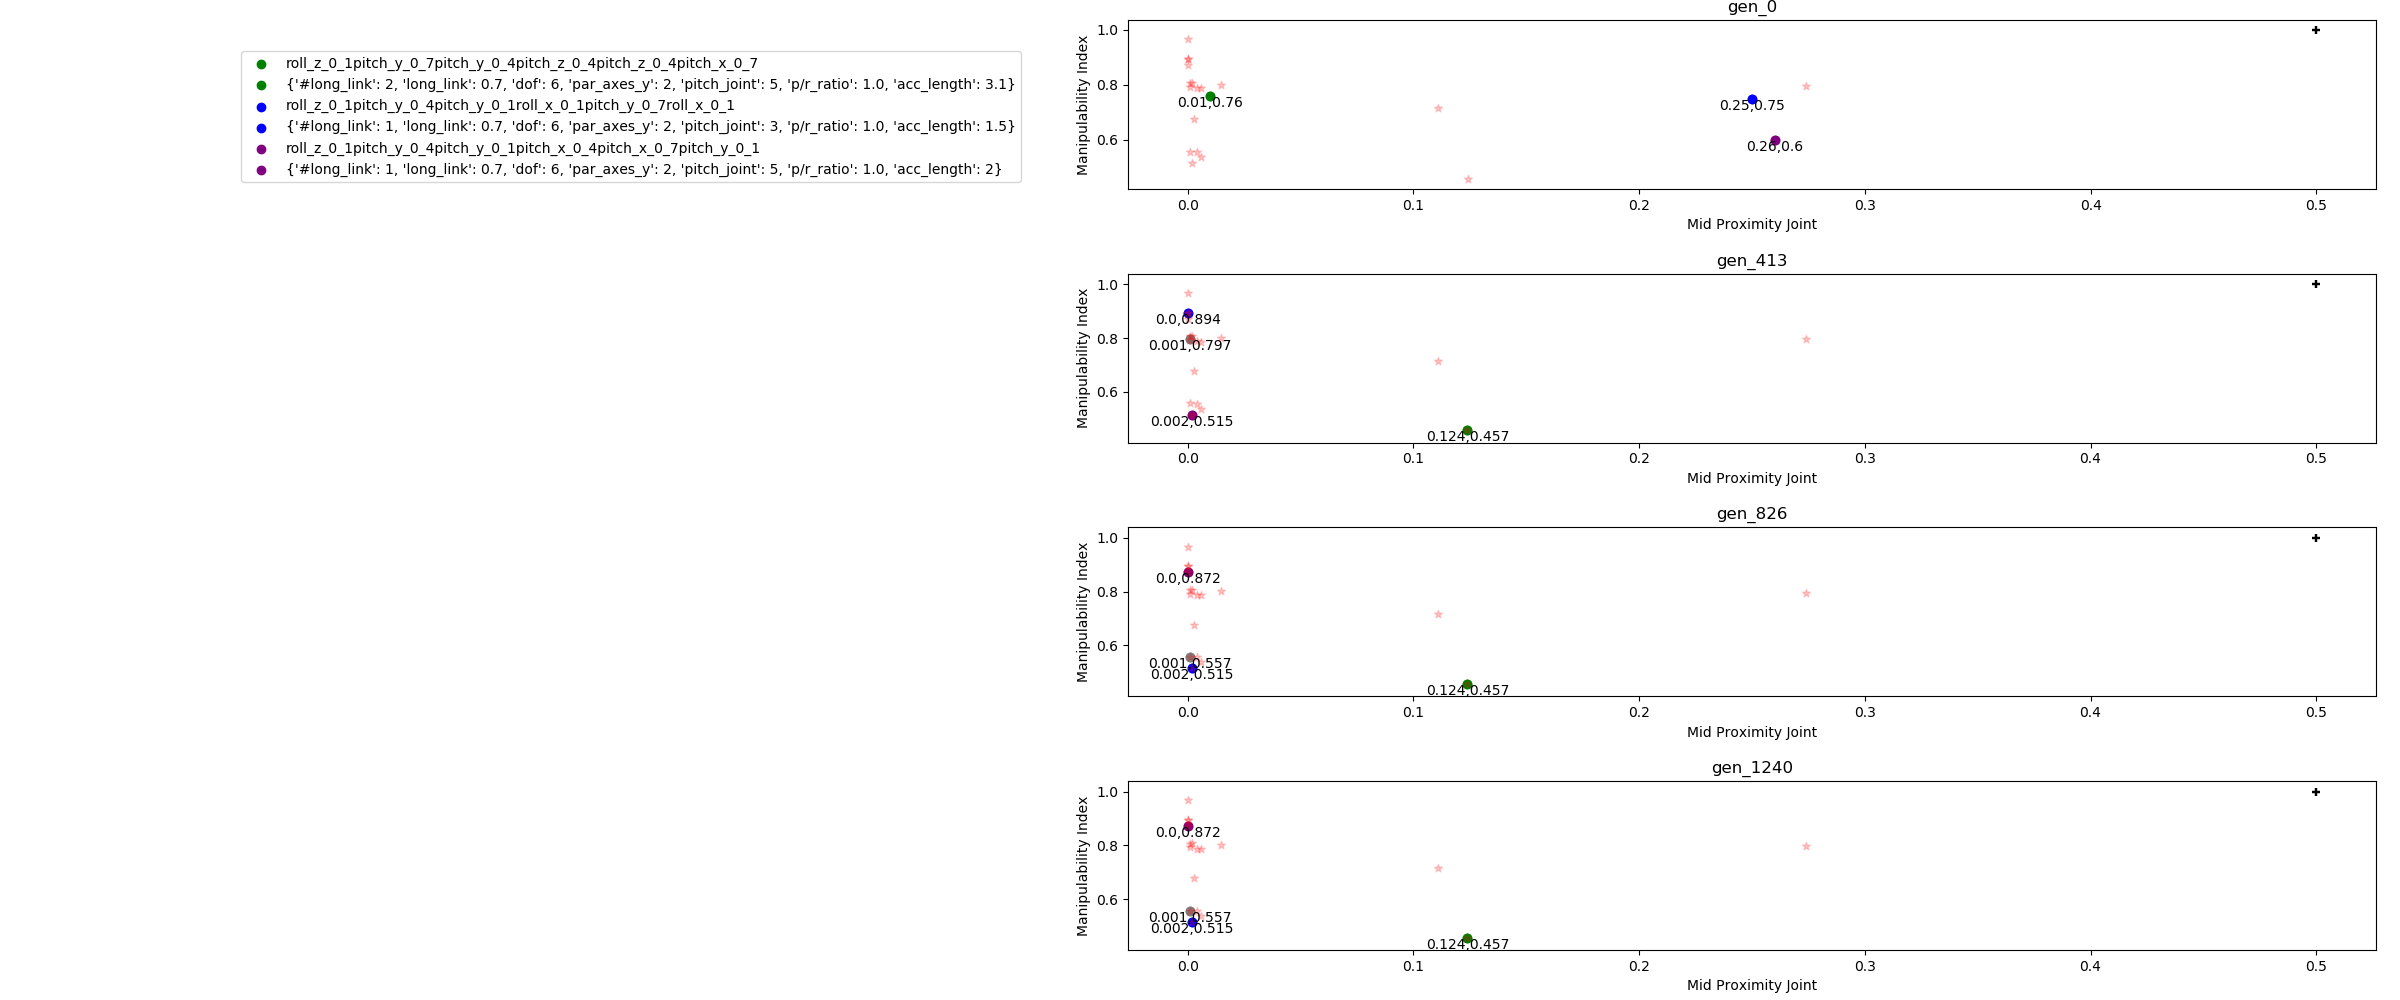 roll_z_0_1pitch_y_0_7pitch_y_0_4pitch_z_0_4pitch_z_0_4pitch_x_0_7
{'#long_link': 2, 'long_link': 0.7, 'dof': 6, 'par_axes_y': 2, 'pitch_joint': 5, 'p/r_ratio': 1.0, 'acc_length': 3.1}
roll_z_0_1pitch_y_0_4pitch_y_0_1roll_x_0_1pitch_y_0_7roll_x_0_1
{'#long_link': 1, 'long_link': 0.7, 'dof': 6, 'par_axes_y': 2, 'pitch_joint': 3, 'p/r_ratio': 1.0, 'acc_length': 1.5}
roll_z_0_1pitch_y_0_4pitch_y_0_1pitch_x_0_4pitch_x_0_7pitch_y_0_1
{'#long_link': 1, 'long_link': 0.7, 'dof': 6, 'par_axes_y': 2, 'pitch_joint': 5, 'p/r_ratio': 1.0, 'acc_length': 2}
gen_0
Manipulability Index
1.0
0.8
0.6
0.01,0.76
0.25,0.75
0.26,0.6
0.0 0.1 0.2 0.3 0.4 0.5
Mid Proximity Joint
gen_413
Manipulability Index
1.0
0.8
0.6
0.0,0.894
0.001,0.797
0.002,0.515
0.124,0.457
0.0 0.1 0.2 0.3 0.4 0.5
Mid Proximity Joint
gen_826
Manipulability Index
1.0
0.8
0.6
0.0,0.872
0.001,0.557
0.002,0.515
0.124,0.457
0.0 0.1 0.2 0.3 0.4 0.5
Mid Proximity Joint
gen_1240
Manipulability Index
1.0
0.8
0.6
0.0,0.872
0.001,0.557
0.002,0.515
0.124,0.457
0.0 0.1 0.2 0.3 0.4 0.5
Mid Proximity Joint